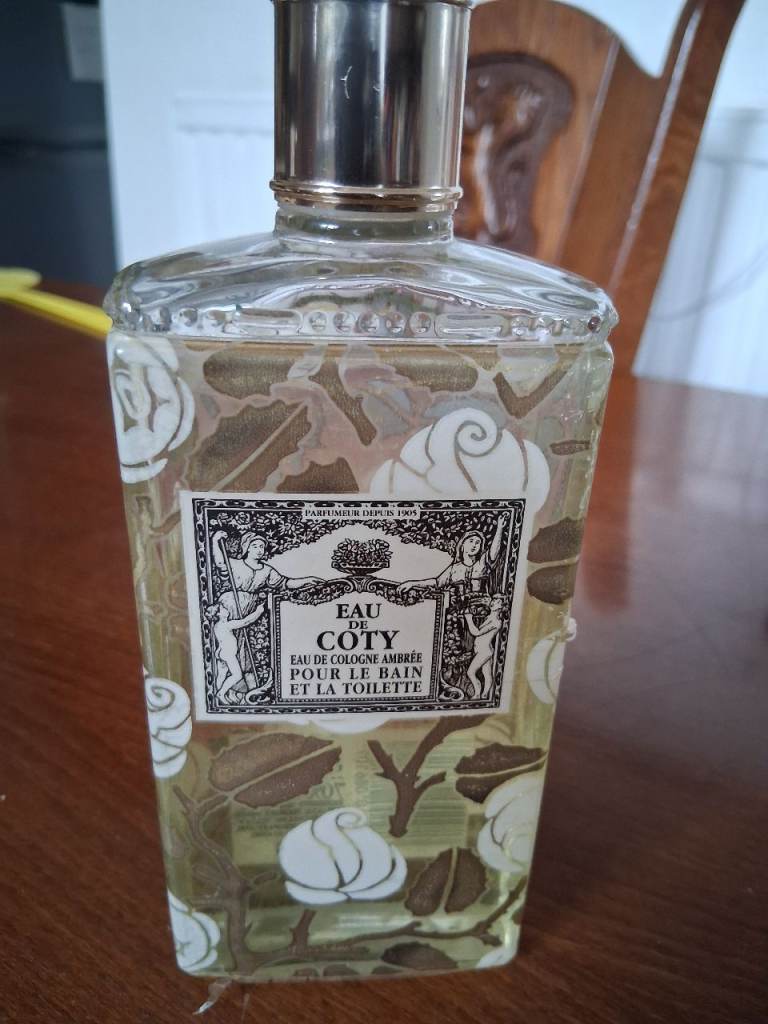 PARFUMEUR DEPUIS 1905
EAU
DE
COTY
EAU DE COLOGNE AMBRÉE
POUR LE BAIN
ET LA TOILETTE